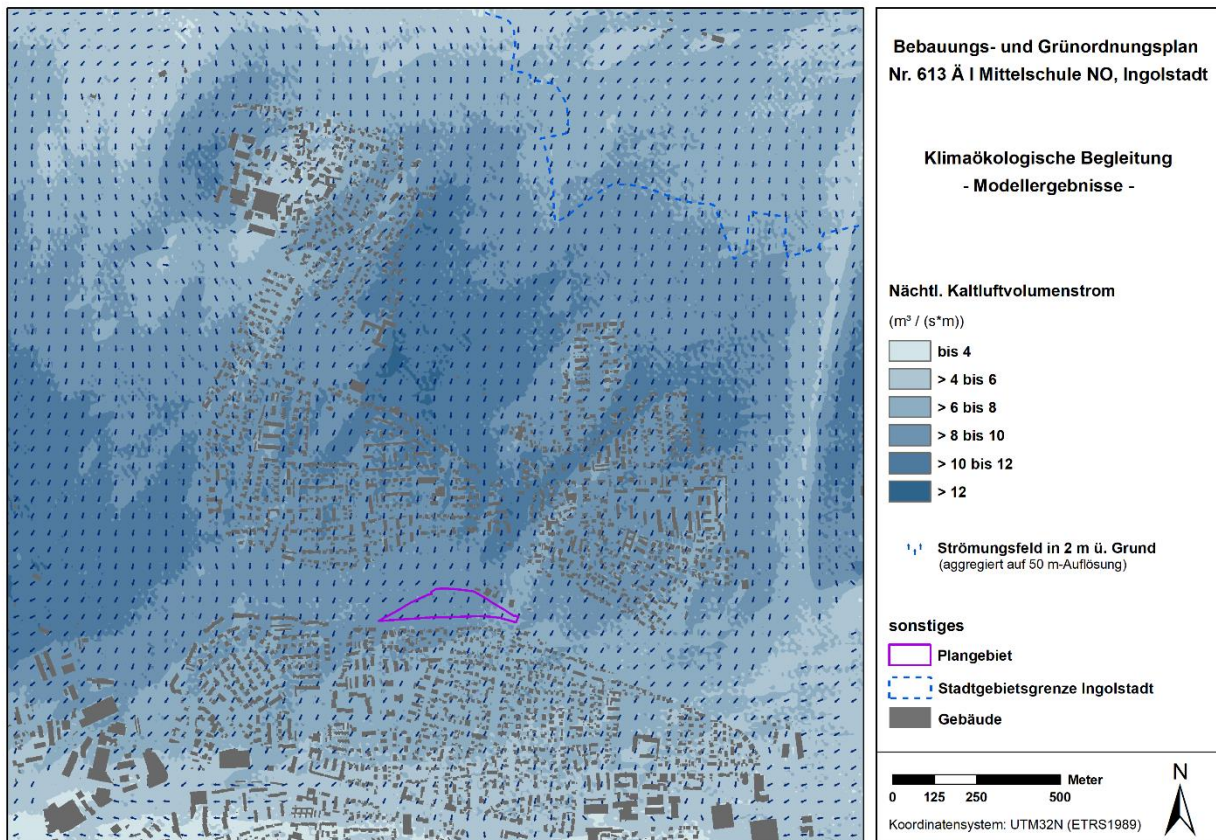 Bebauungs- und Grünordnungsplan
Nr. 613 Ä I Mittelschule NO, Ingolstadt
Klimaökologische Begleitung
- Modellergebnisse -
Nächtl. Kaltluftvolumenstrom
(m³ / (s*m))
bis 4
> 4 bis 6
> 6 bis 8
> 8 bis 10
> 10 bis 12
> 12
Strömungsfeld in 2 m ü. Grund
(aggregiert auf 50 m-Auflösung)
sonstiges
Plangebiet
Stadtgebietsgrenze Ingolstadt
Gebäude
Meter
0 125 250 500
N
Koordinatensystem: UTM32N (ETRS1989)